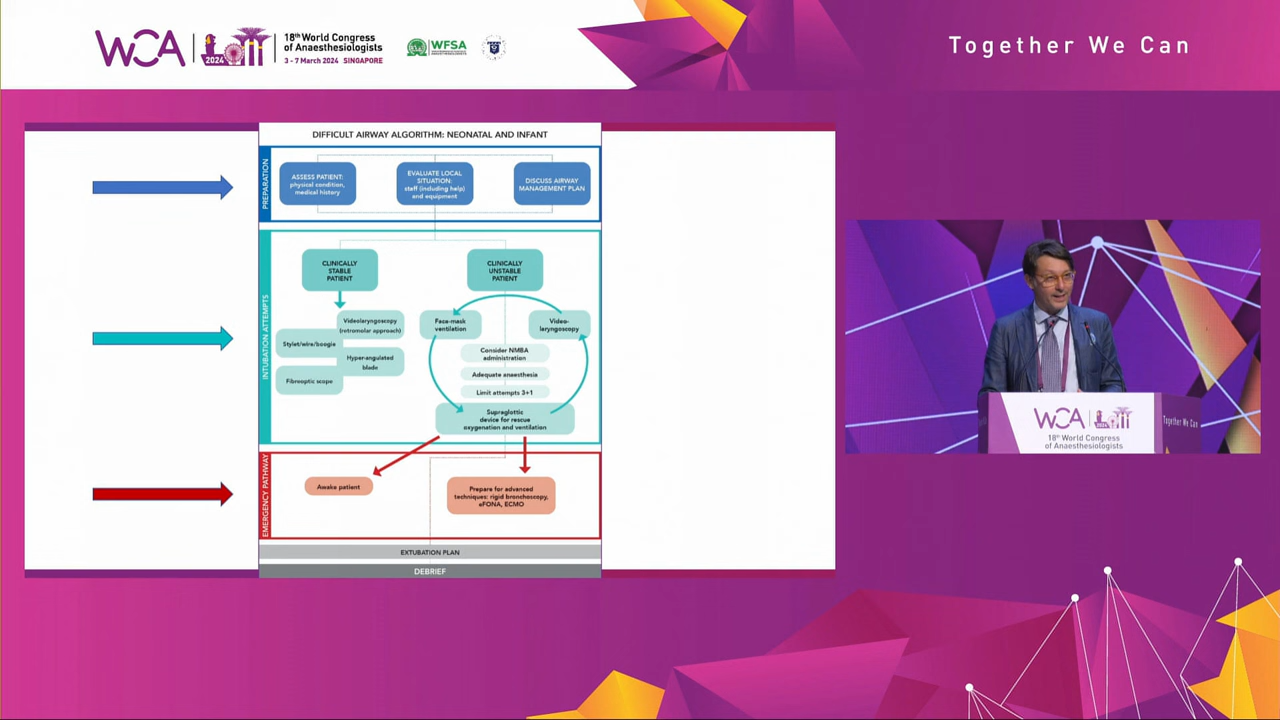 WCA
2024
18th World Congress
of Anaesthesiologists
3 - 7 March 2024 SINGAPORE
WFSA
Together We Can
DIFFICULT AIRWAY ALGORITHM: NEONATAL AND INFANT
PREPARATION
ASSESS PATIENT:
physical condition,
medical history
EVALUATE LOCAL
SITUATION:
staff (including help)
and equipment
DISCUSS AIRWAY
MANAGEMENT PLAN
INTUBATION ATTEMPTS
CLINICALLY
STABLE
PATIENT
CLINICALLY
UNSTABLE
PATIENT
Videolaryngoscopy
(retromolar approach)
Stylet/wire/boogie
Hyper-angulated
blade
Fibreoptic scope
Face-mask
ventilation
Video-
laryngoscopy
Consider NMBA
administration
Adequate anaesthesia
Limit attempts 3+1
Supraglottic
device for rescue
oxygenation and ventilation
EMERGENCY PATHWAY
Awake patient
Prepare for advanced
techniques: rigid bronchoscopy,
eFONA, ECMO
EXTUBATION PLAN
DEBRIEF
WCA
2024
18th World Congress
of Anaesthesiologists
Together We Can